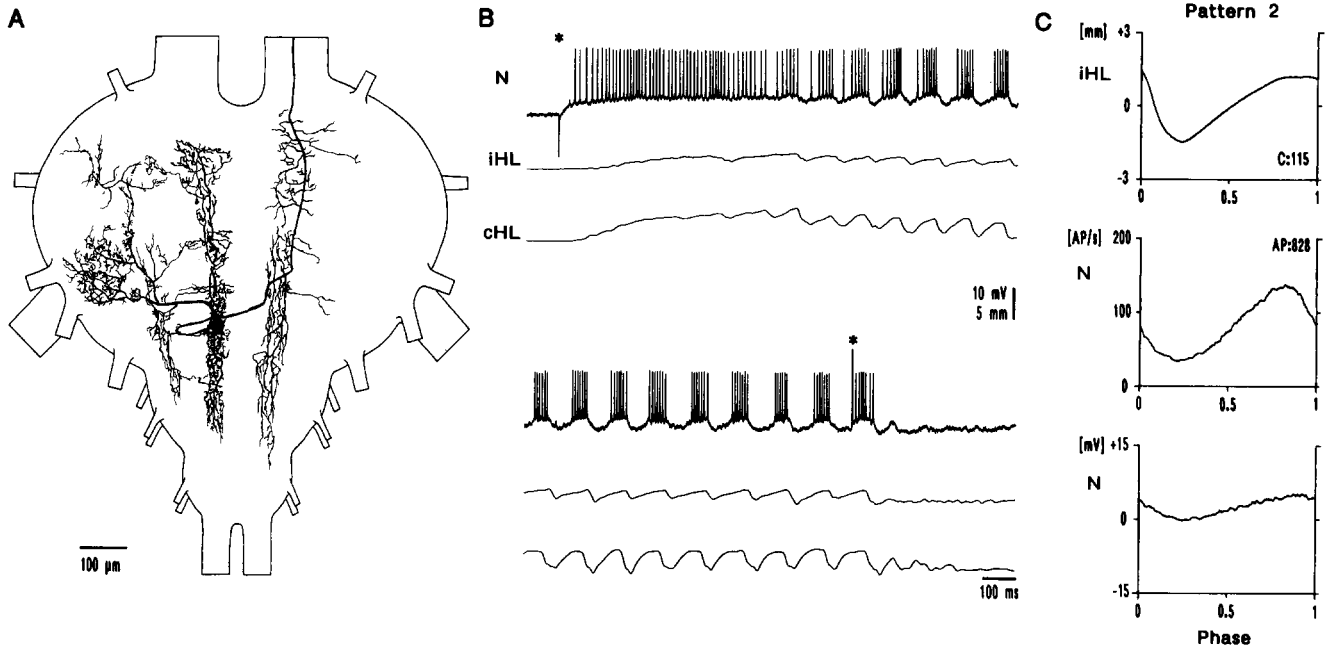 A
100 μm
B
*
N
iHL
cHL
10 mV
5 mm
*
100 ms
C
Pattern 2
[mm] +3
iHL
0
-3
C:115
0 0.5 1
[AP/s] 200
N
100
0
AP:828
0 0.5 1
[mV] +15
N
0
-15
0 0.5 1
Phase